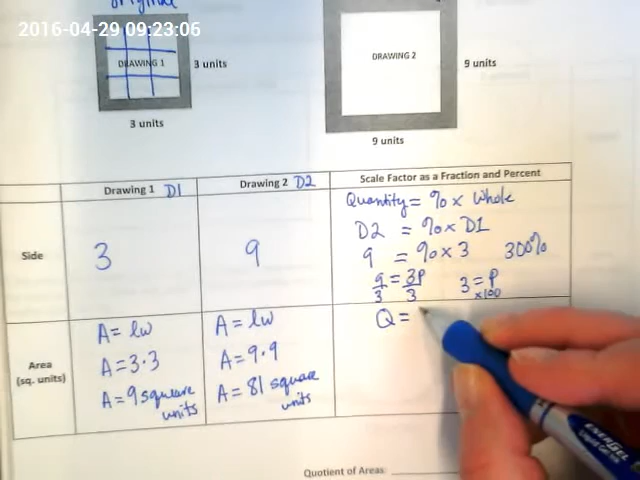 original
2016-04-29 09:23:06
DRAWING 1
3 units
3 units
DRAWING 2
9 units
9 units
Drawing 1 D1
Drawing 2 D2
Scale Factor as a Fraction and Percent
Side
3
9
Quantity = % x Whole
D2 = % x D1
9 = % x 3 300%
9/3 = 3P/3 3 = P
x100
Area
(sq. units)
A = lw
A = 3·3
A = 9 square
units
A = lw
A = 9·9
A = 81 square
units
Q =
Quotient of Areas:
ENERGEL